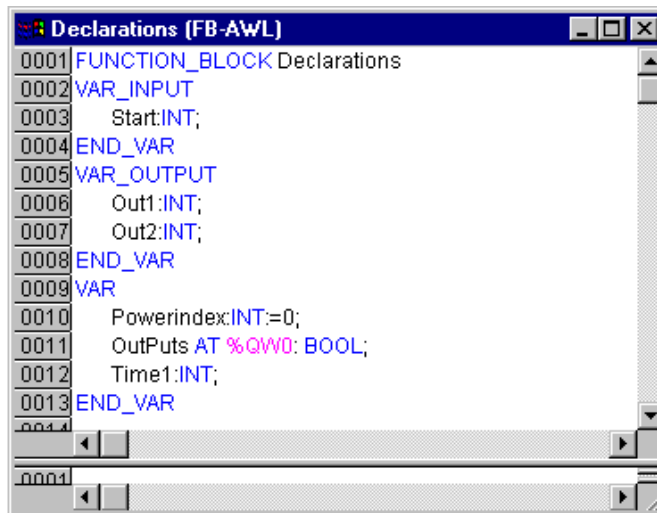 Declarations (FB-AWL)
0001 FUNCTION_BLOCK Declarations
0002 VAR_INPUT
0003 Start:INT;
0004 END_VAR
0005 VAR_OUTPUT
0006 Out1:INT;
0007 Out2:INT;
0008 END_VAR
0009 VAR
0010 Powerindex:INT:=0;
0011 OutPuts AT %QW0: BOOL;
0012 Time1:INT;
0013 END_VAR
0014
0001